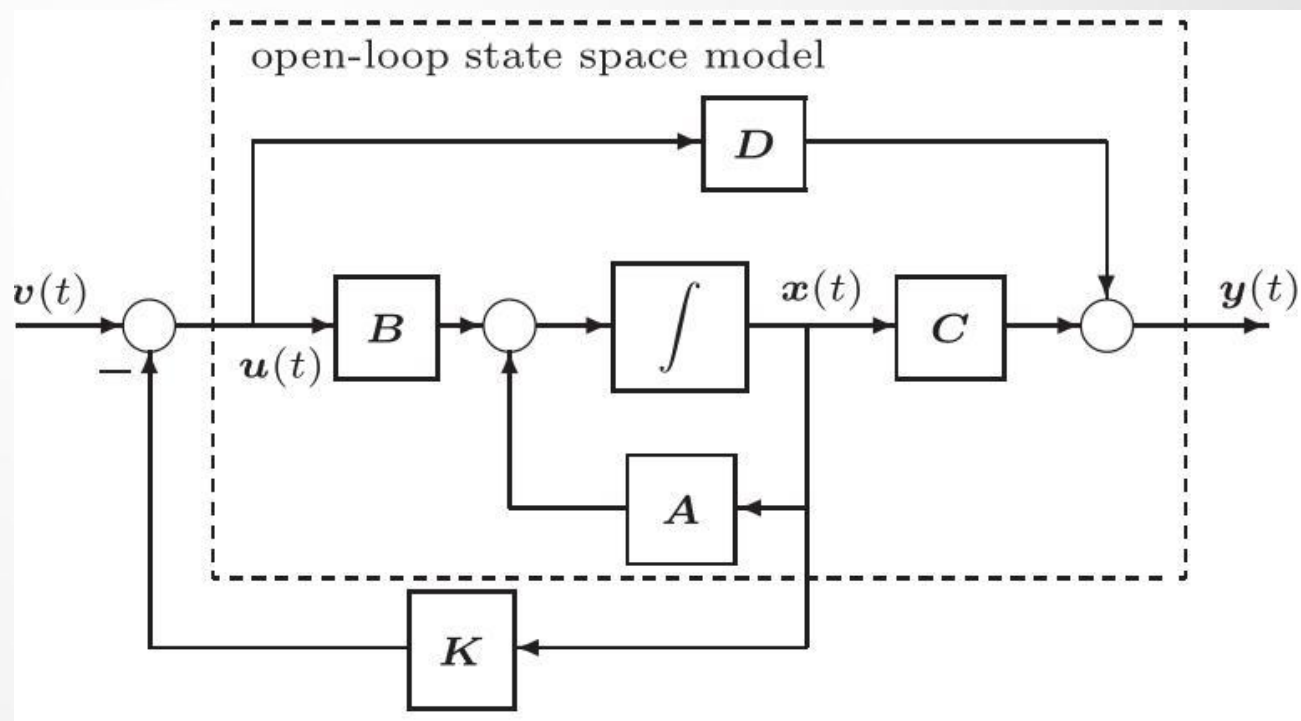 open-loop state space model
D
v(t)
B
∫
x(t)
C
y(t)
−
u(t)
A
K